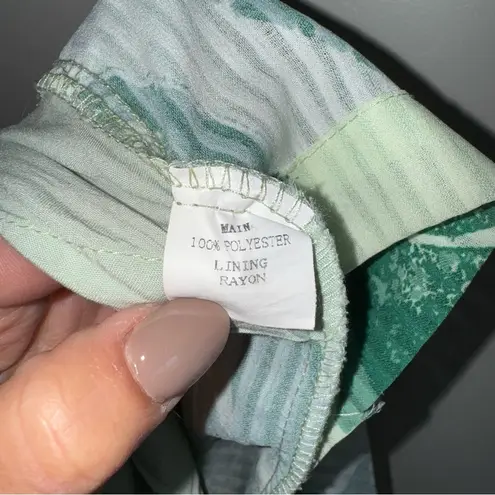 MAIN
100% POLYESTER
LINING
RAYON